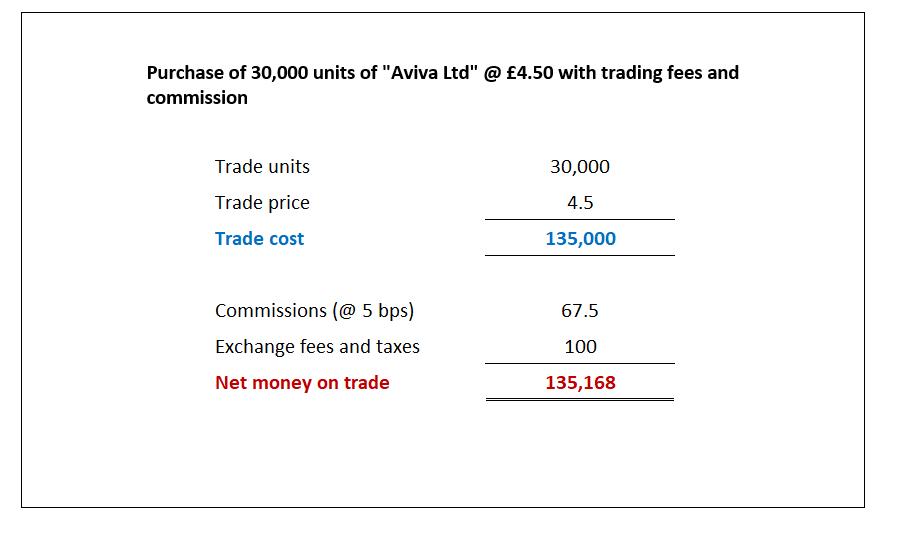 Purchase of 30,000 units of "Aviva Ltd" @ £4.50 with trading fees and
commission
Trade units 30,000
Trade price 4.5
Trade cost 135,000
Commissions (@ 5 bps) 67.5
Exchange fees and taxes 100
Net money on trade 135,168